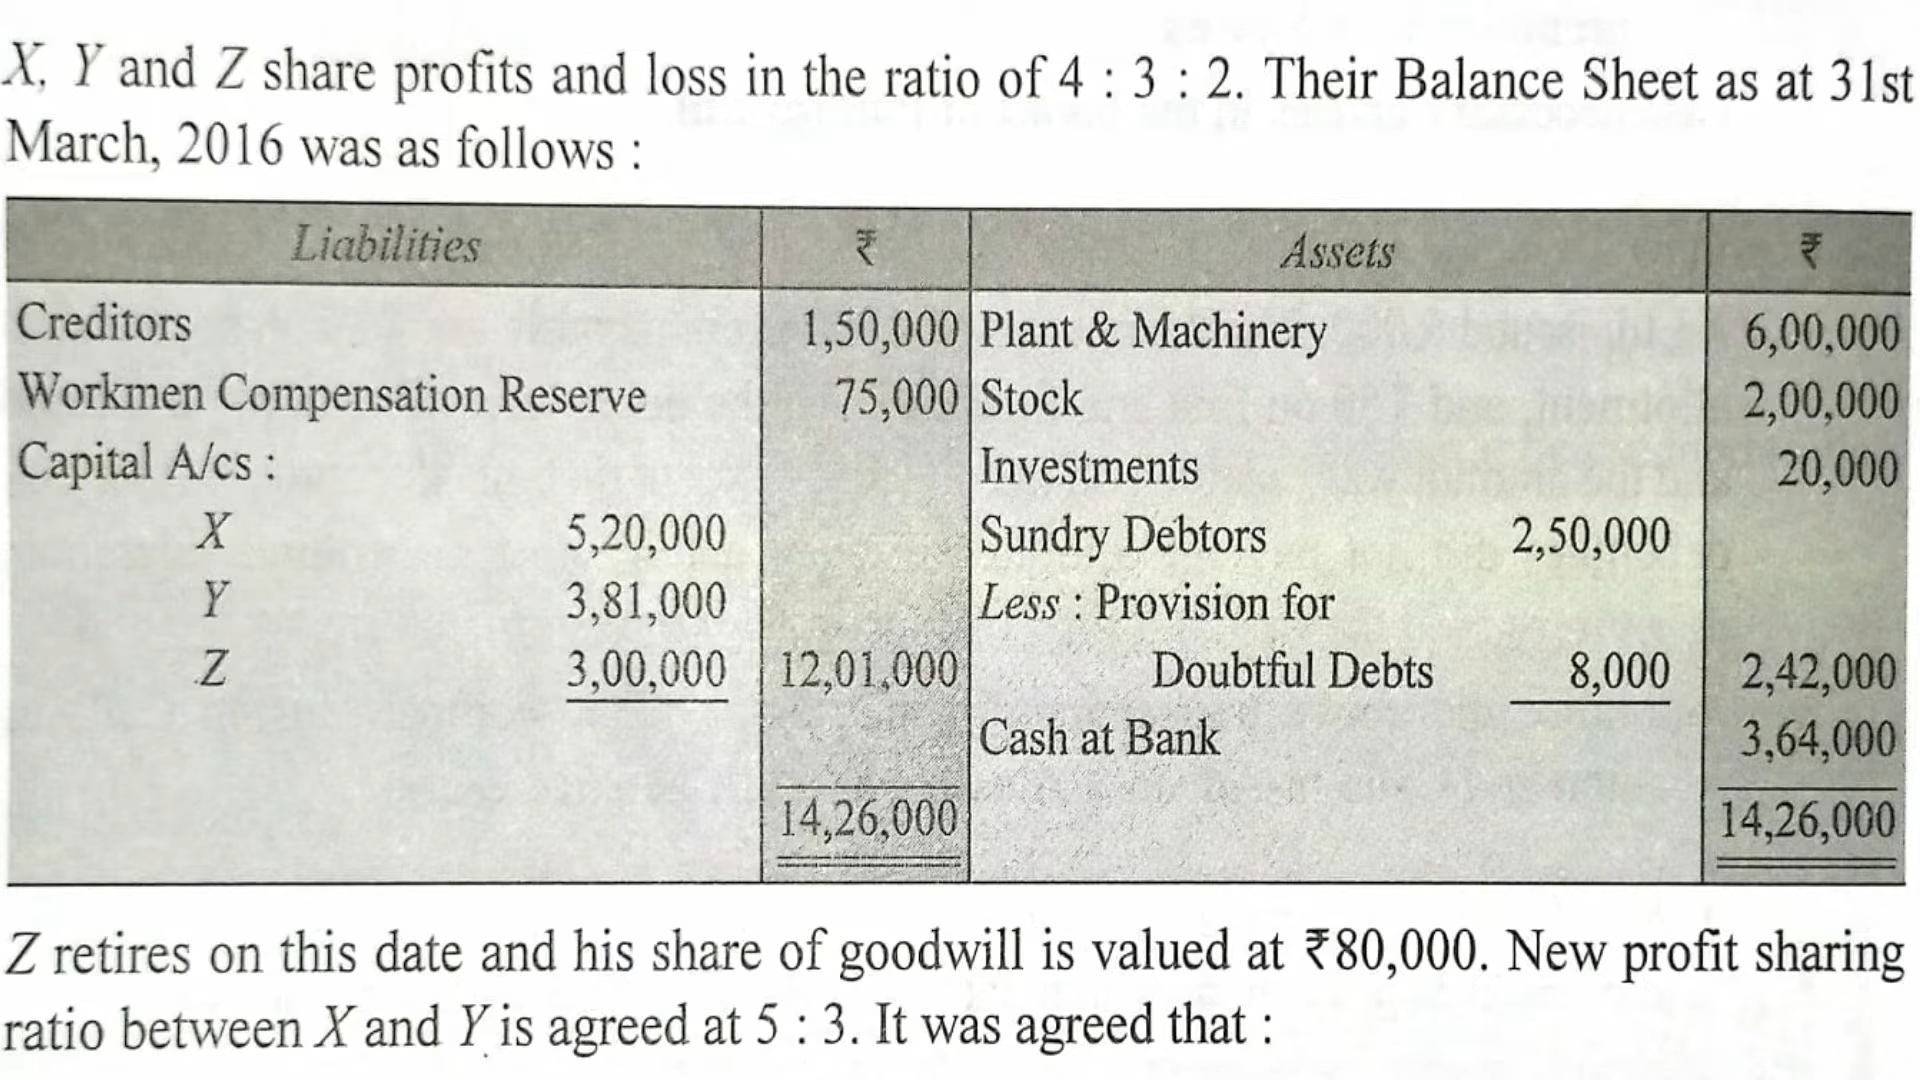 X, Y and Z share profits and loss in the ratio of 4 : 3 : 2. Their Balance Sheet as at 31st
March, 2016 was as follows :
Liabilities ₹ Assets ₹
Creditors 1,50,000 Plant & Machinery 6,00,000
Workmen Compensation Reserve 75,000 Stock 2,00,000
Capital A/cs : Investments 20,000
X 5,20,000 Sundry Debtors 2,50,000
Y 3,81,000 Less : Provision for
Z 3,00,000 12,01,000 Doubtful Debts 8,000 2,42,000
Cash at Bank 3,64,000
14,26,000 14,26,000
Z retires on this date and his share of goodwill is valued at ₹80,000. New profit sharing
ratio between X and Y is agreed at 5 : 3. It was agreed that :